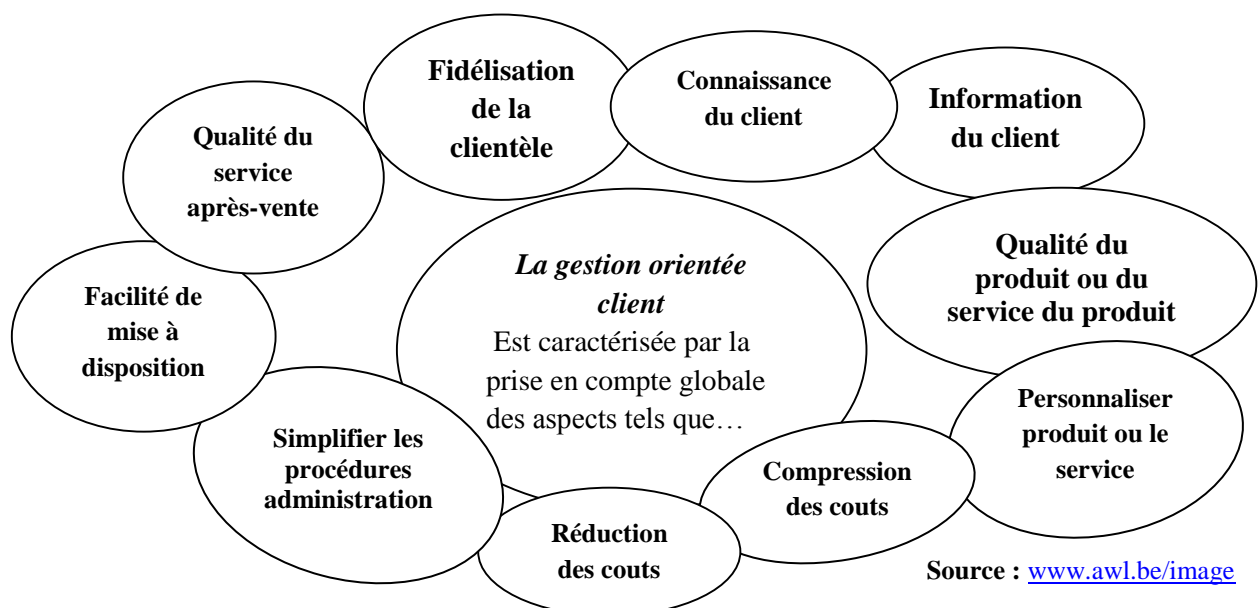 Fidélisation
de la
clientèle
Connaissance
du client
Information
du client
Qualité du
service
après-vente
Qualité du
produit ou du
service du produit
La gestion orientée
client
Est caractérisée par la
prise en compte globale
des aspects tels que…
Facilité de
mise à
disposition
Personnaliser
produit ou le
service
Simplifier les
procédures
administration
Compression
des couts
Réduction
des couts
Source : www.awl.be/image